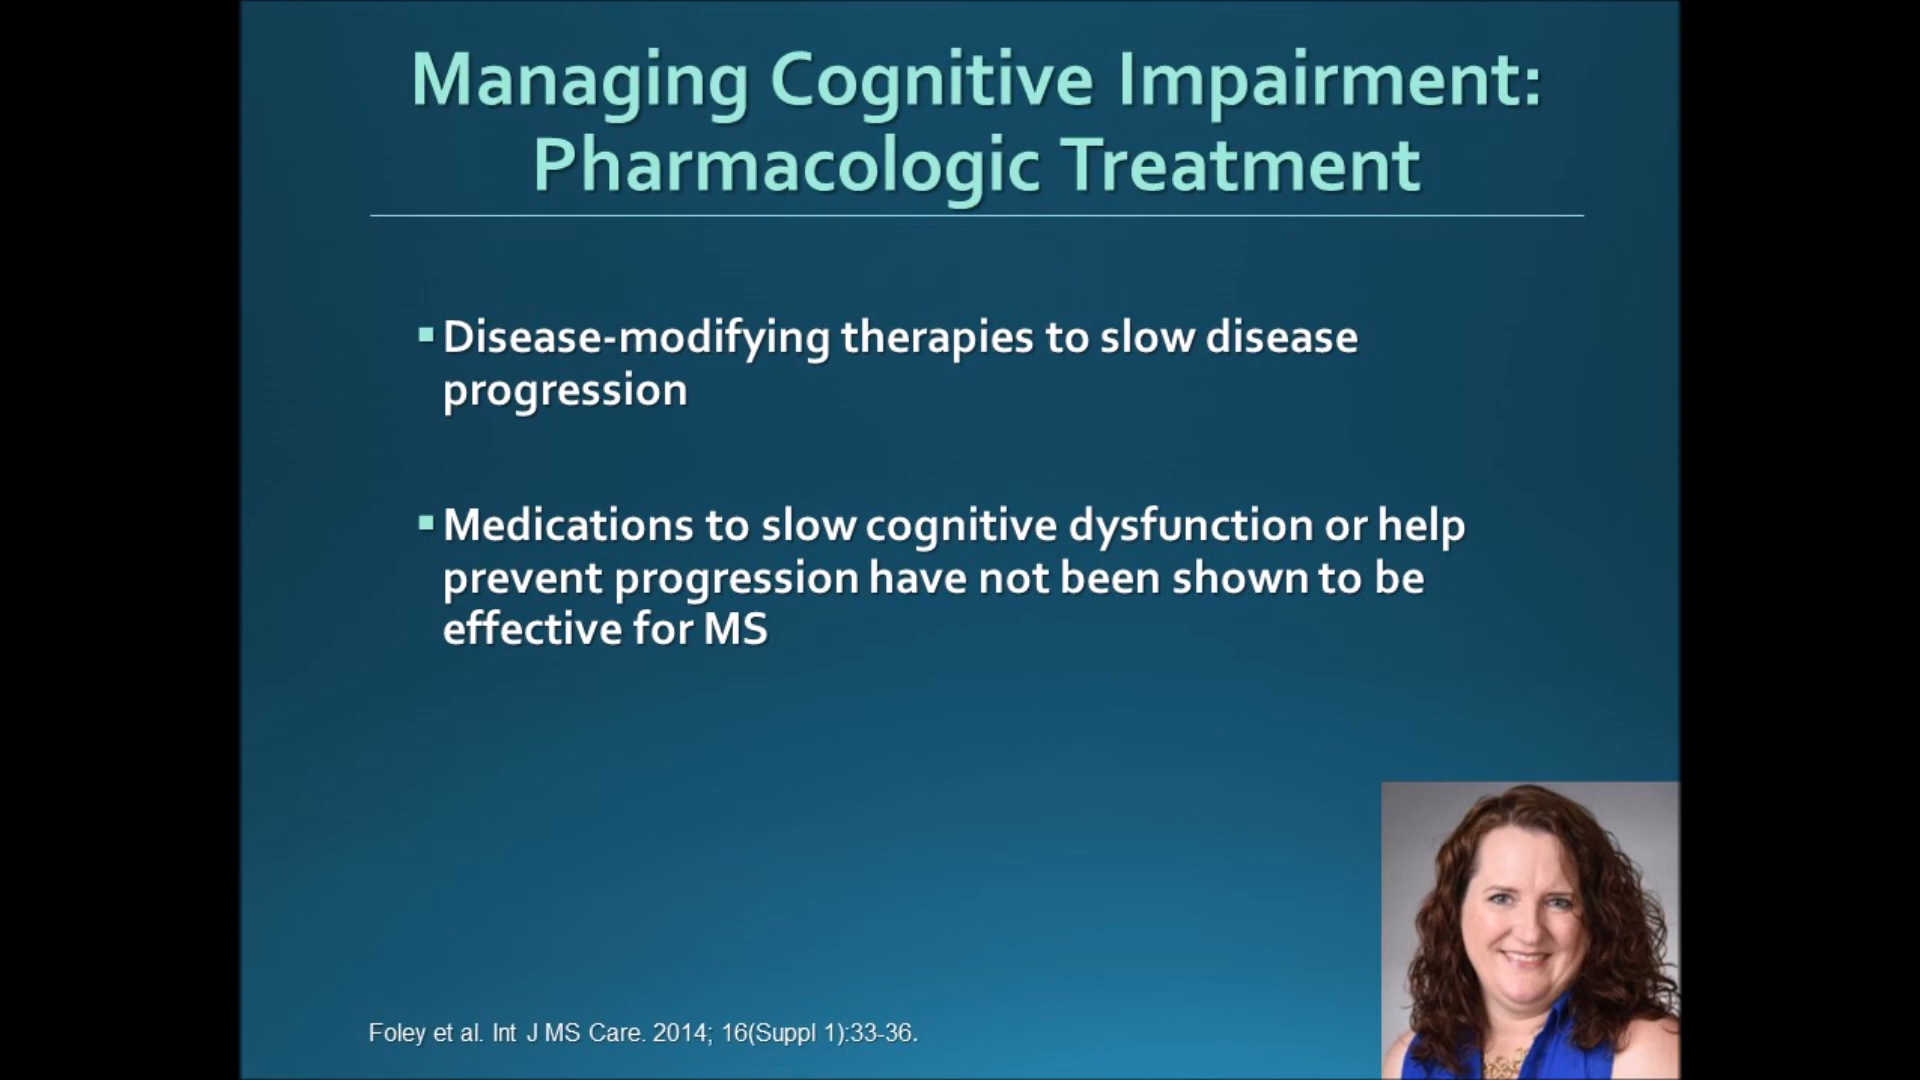 Managing Cognitive Impairment:
Pharmacologic Treatment
▪ Disease-modifying therapies to slow disease
progression
▪ Medications to slow cognitive dysfunction or help
prevent progression have not been shown to be
effective for MS
Foley et al. Int J MS Care. 2014; 16(Suppl 1):33-36.